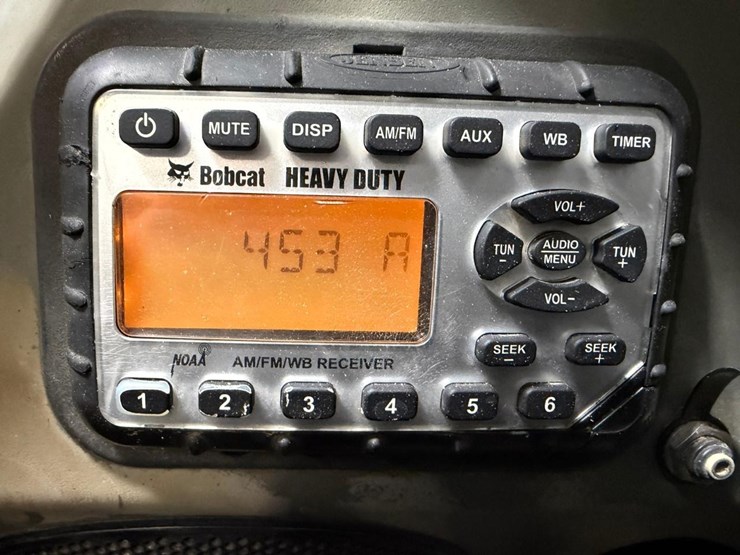 JENSEN
MUTE DISP AM/FM AUX WB TIMER
Bobcat HEAVY DUTY
VOL+
453 A
TUN - AUDIO MENU TUN +
VOL-
SEEK - SEEK +
NOAA AM/FM/WB RECEIVER
1 2 3 4 5 6